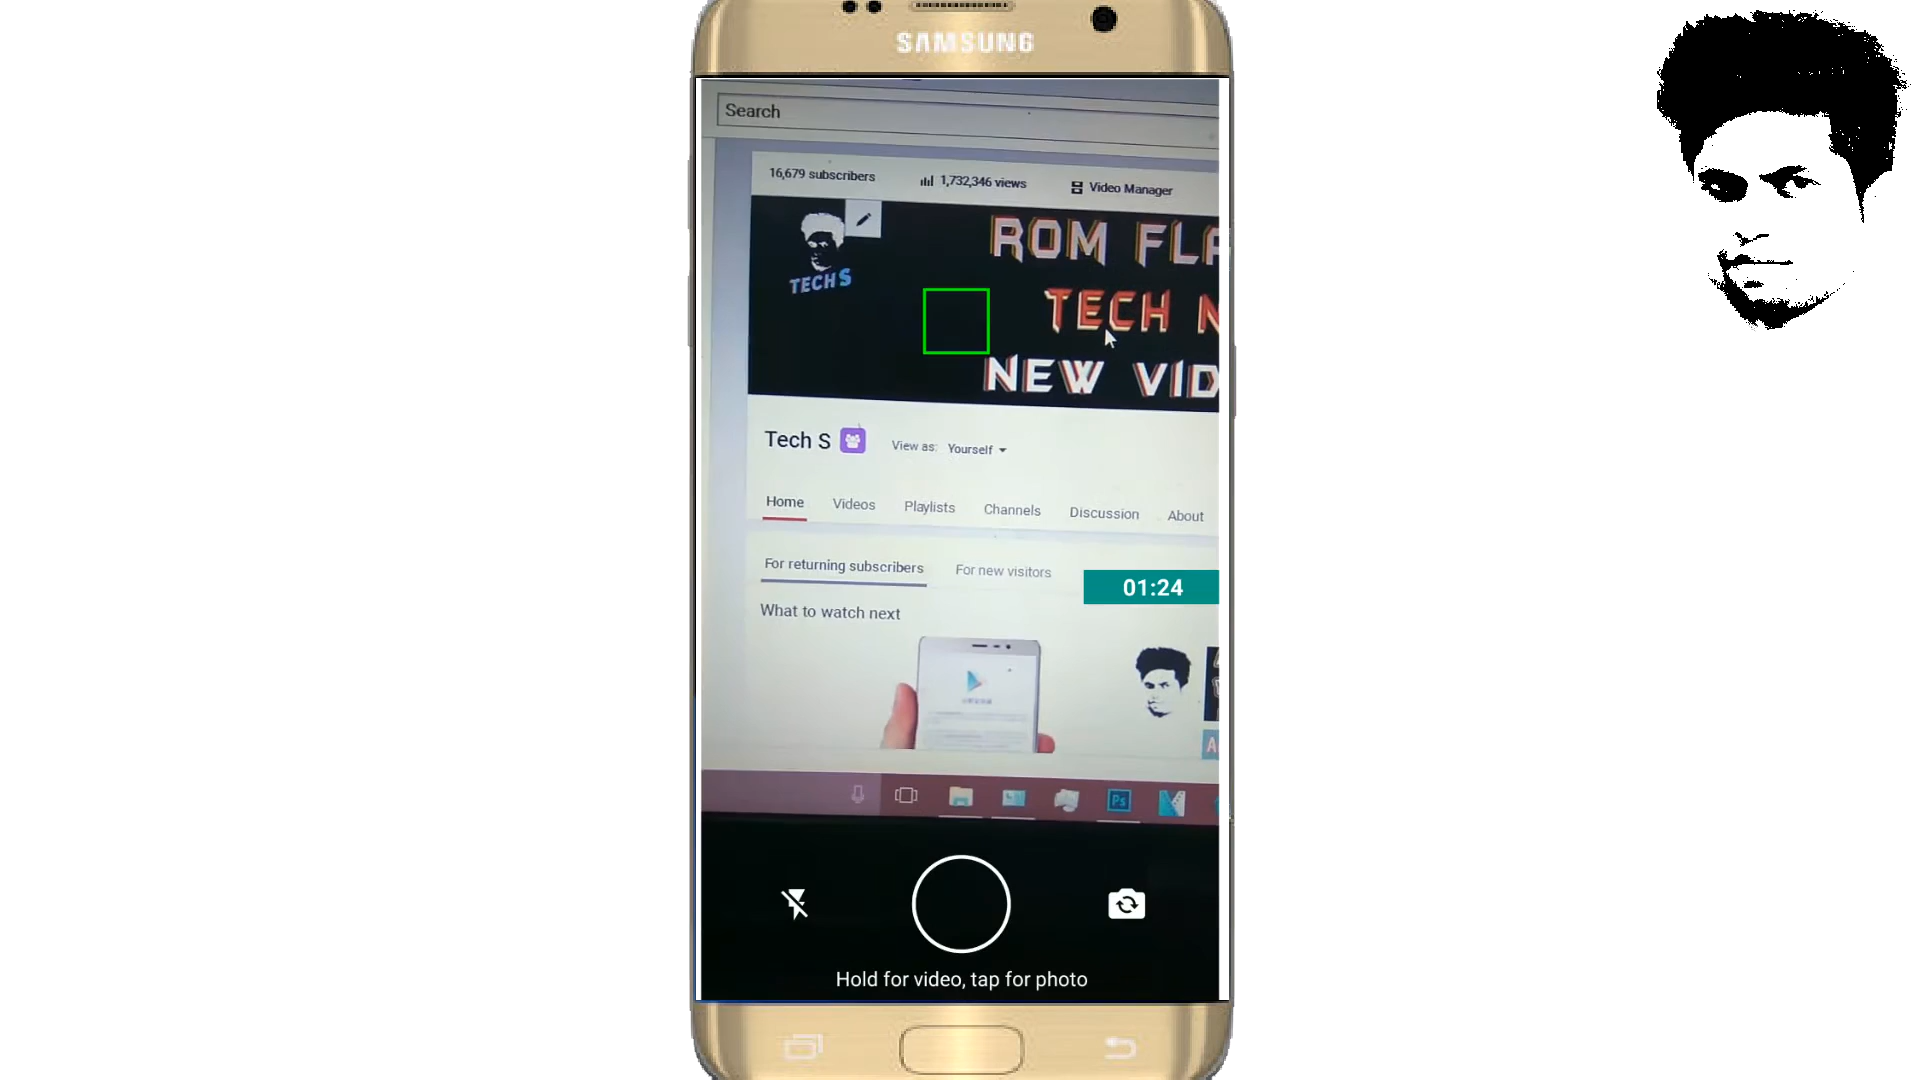 SAMSUNG
Search
16,679 subscribers
1,732,346 views
Video Manager
TECH S
ROM FLA
TECH N
NEW VID
Tech S
View as: Yourself
Home
Videos
Playlists
Channels
Discussion
About
For returning subscribers
For new visitors
01:24
What to watch next
Ps
Hold for video, tap for photo